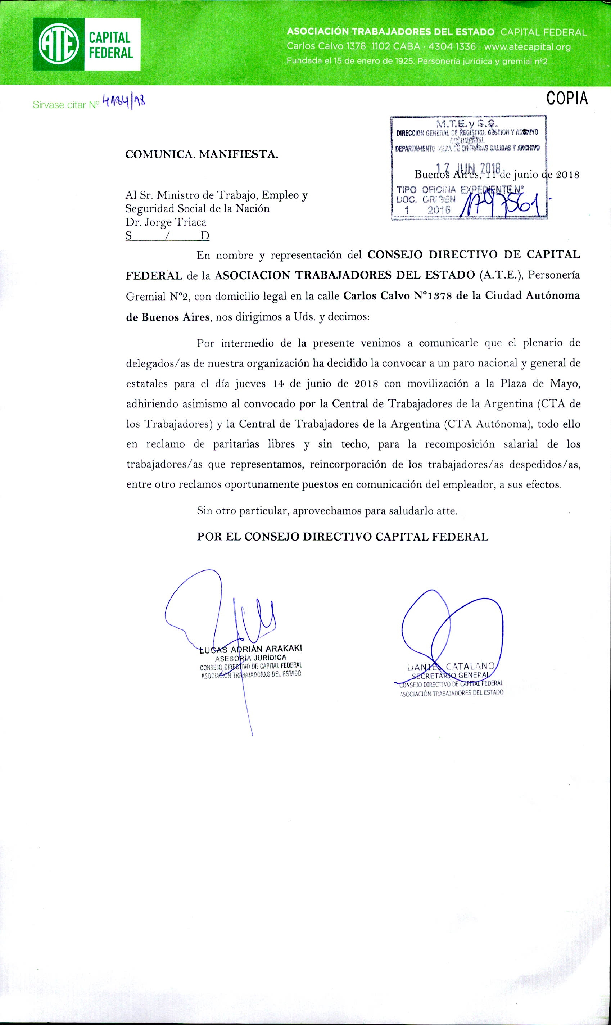 ATE
CAPITAL
FEDERAL
ASOCIACIÓN TRABAJADORES DEL ESTADO CAPITAL FEDERAL
Carlos Calvo 1378 1102 CABA · 4304 1336 · www.atecapital.org
Fundada el 15 de enero de 1925. Personería jurídica y gremial nº2
Sírvase citar Nº 4184/18
COPIA
M.T.E. y S.S.
DIRECCION GENERAL DE REGISTRO, GESTION Y ARCHIVO
DOCUMENTAL
DEPARTAMENTO MESA DE ENTRADAS SALIDAS Y ARCHIVO
COMUNICA. MANIFIESTA.
JUN. 2018
Buenos Aires, 11 de junio de 2018
TIPO OFICINA EXPEDIENTE Nº
DOC. ORIGEN
1 2016
Al Sr. Ministro de Trabajo, Empleo y
Seguridad Social de la Nación
Dr. Jorge Triaca
S / D
En nombre y representación del CONSEJO DIRECTIVO DE CAPITAL
FEDERAL de la ASOCIACION TRABAJADORES DEL ESTADO (A.T.E.), Personería
Gremial Nº2, con domicilio legal en la calle Carlos Calvo Nº1378 de la Ciudad Autónoma
de Buenos Aires, nos dirigimos a Uds. y decimos:
Por intermedio de la presente venimos a comunicarle que el plenario de
delegados/as de nuestra organización ha decidido la convocar a un paro nacional y general de
estatales para el día jueves 14 de junio de 2018 con movilización a la Plaza de Mayo,
adhiriendo asimismo al convocado por la Central de Trabajadores de la Argentina (CTA de
los Trabajadores) y la Central de Trabajadores de la Argentina (CTA Autónoma), todo ello
en reclamo de paritarias libres y sin techo, para la recomposición salarial de los
trabajadores/as que representamos, reincorporación de los trabajadores/as despedidos/as,
entre otro reclamos oportunamente puestos en comunicación del empleador, a sus efectos.
Sin otro particular, aprovechamos para saludarlo atte.
POR EL CONSEJO DIRECTIVO CAPITAL FEDERAL
LUCAS ADRIÁN ARAKAKI
ASESORÍA JURÍDICA
CONSEJO DIRECTIVO DE CAPITAL FEDERAL
ASOCIACIÓN TRABAJADORES DEL ESTADO
DANIEL CATALANO
SECRETARIO GENERAL
CONSEJO DIRECTIVO DE CAPITAL FEDERAL
ASOCIACIÓN TRABAJADORES DEL ESTADO